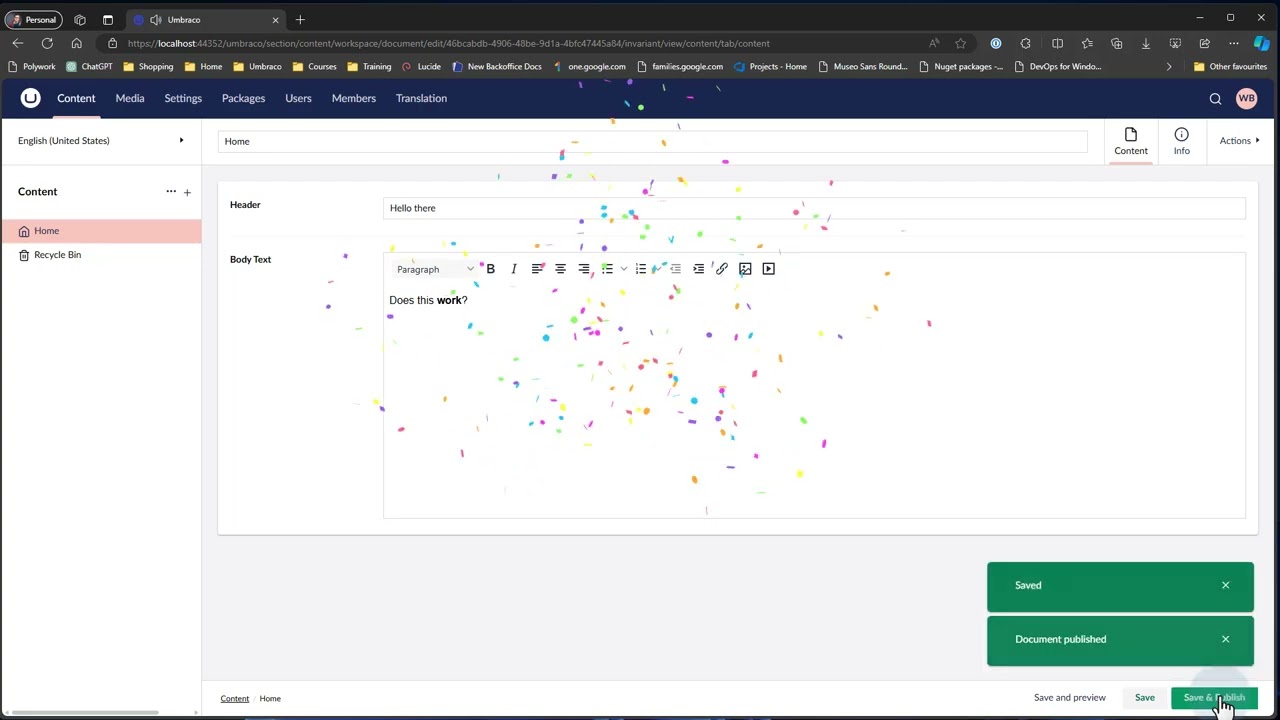 Personal
Umbraco
https://localhost:44352/umbraco/section/content/workspace/document/edit/46bcabdb-4906-48be-9d1a-4bfc47445a84/invariant/view/content/tab/content
Polywork ChatGPT Shopping Home Umbraco Courses Training Lucide New Backoffice Docs one.google.com families.google.com Projects - Home Museo Sans Round... Nuget packages -... DevOps for Windo... Other favourites
Content Media Settings Packages Users Members Translation WB
English (United States)
Home
Content Info Actions
Content
Home
Recycle Bin
Header
Hello there
Body Text
Paragraph B I
Does this work?
Saved
Document published
Content / Home
Save and preview Save Save & Publish